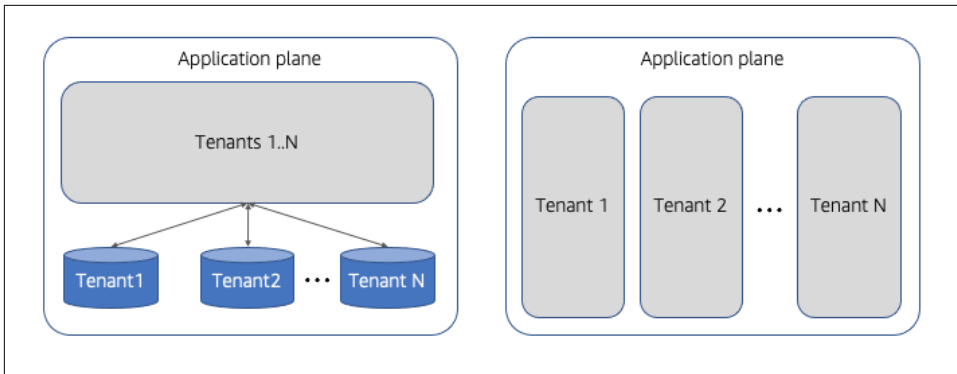 Application plane
Tenants 1..N
Tenant1
Tenant2
...
Tenant N
Application plane
Tenant 1
Tenant 2
...
Tenant N